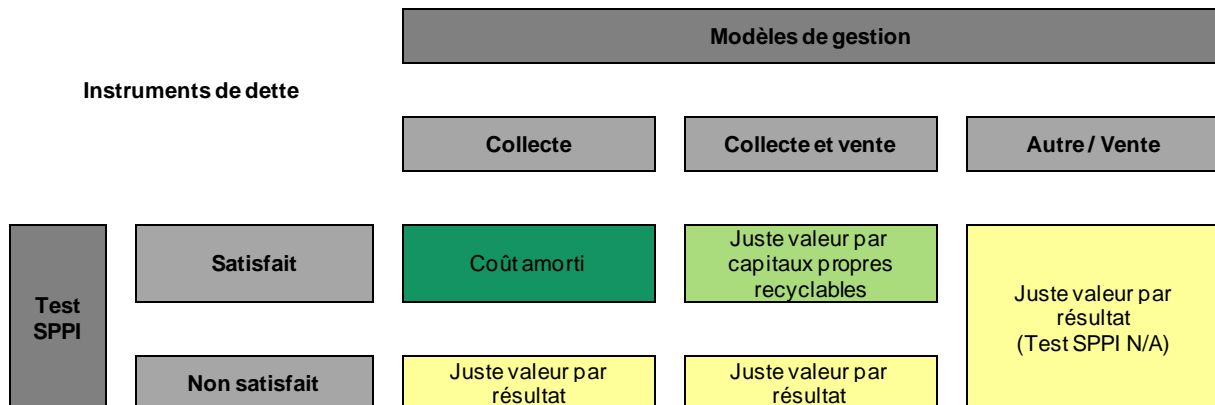 Modèles de gestion
Instruments de dette
Collecte
Collecte et vente
Autre / Vente
Test
SPPI
Satisfait
Coût amorti
Juste valeur par
capitaux propres
recyclables
Juste valeur par
résultat
(Test SPPI N/A)
Non satisfait
Juste valeur par
résultat
Juste valeur par
résultat